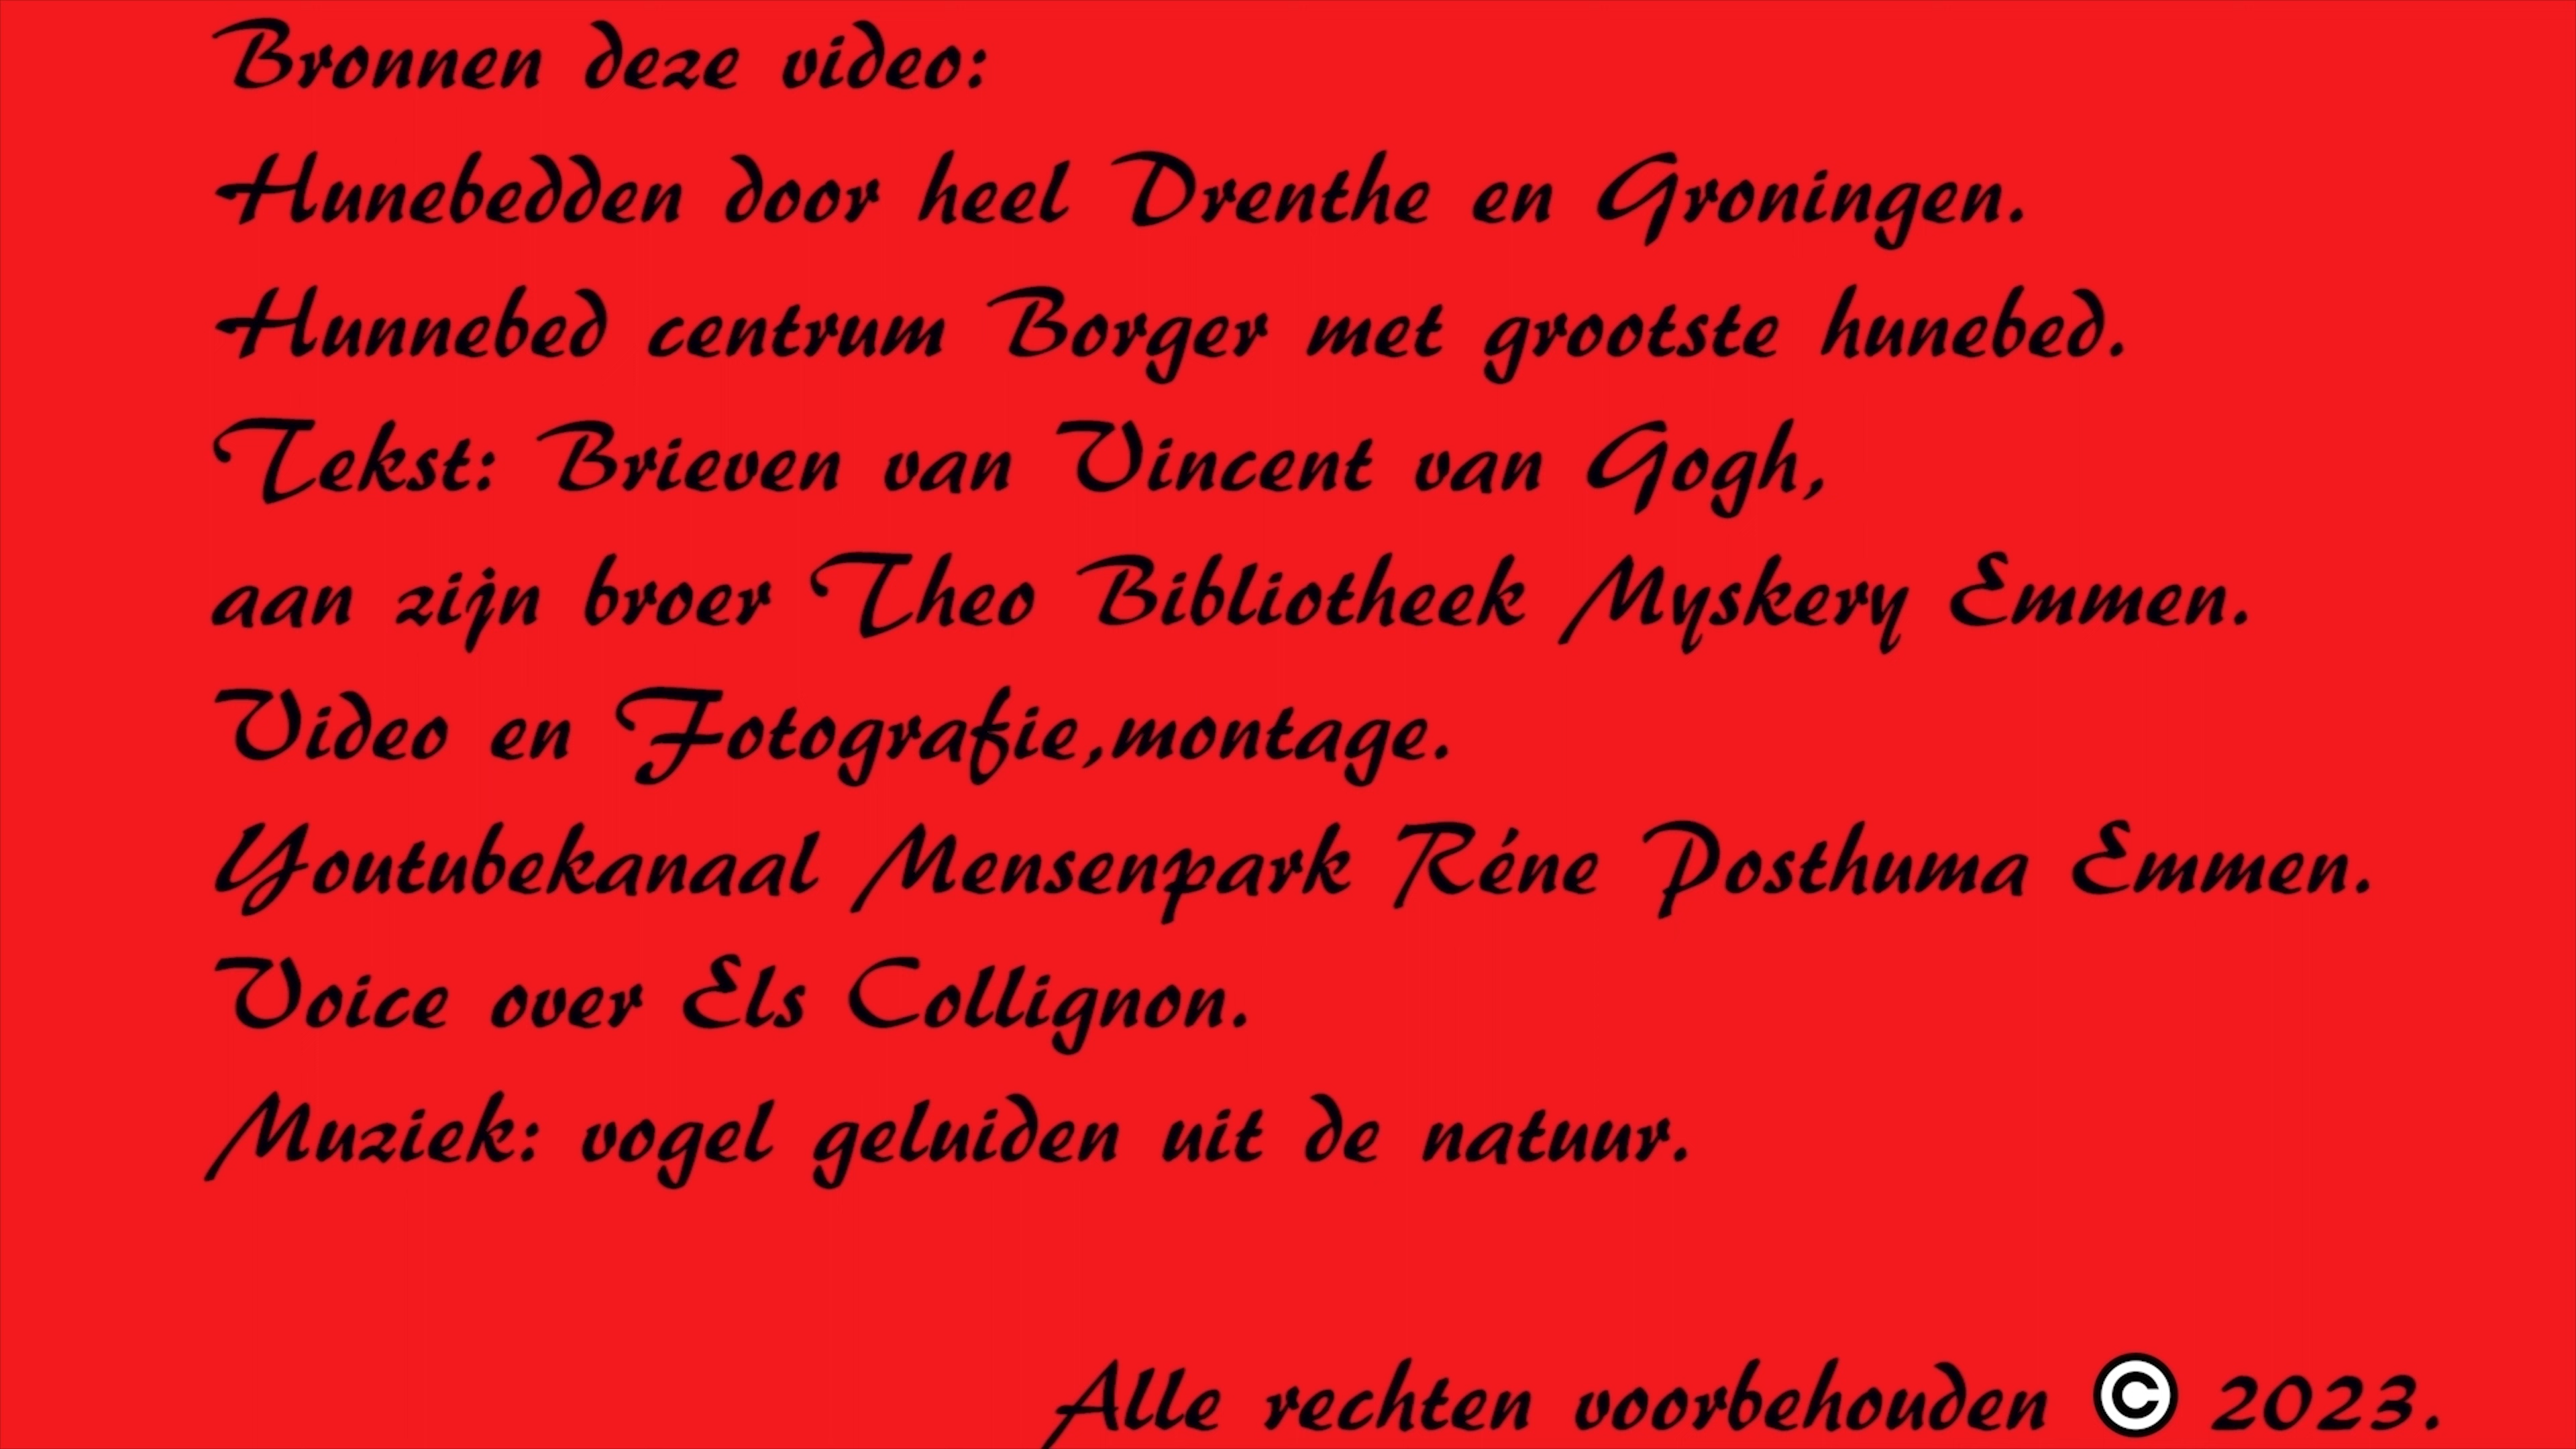 Bronnen deze video:
Hunebedden door heel Drenthe en Groningen.
Hunnebed centrum Borger met grootste hunebed.
Tekst: Brieven van Vincent van Gogh,
aan zijn broer Theo Bibliotheek Myskery Emmen.
Video en Fotografie,montage.
Youtubekanaal Mensenpark Réne Posthuma Emmen.
Voice over Els Collignon.
Muziek: vogel geluiden uit de natuur.
Alle rechten voorbehouden © 2023.